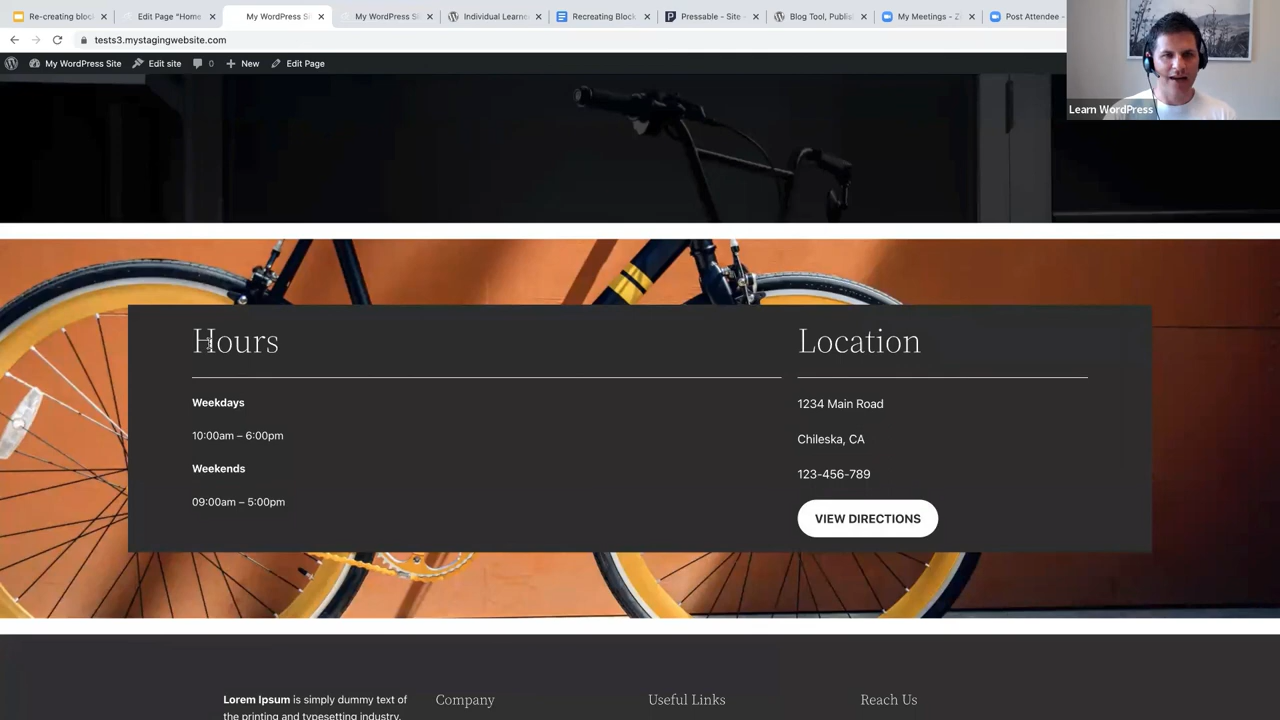 Re-creating block
Edit Page "Home
My WordPress Si
My WordPress Si
Individual Learne
Recreating Block
Pressable - Site
Blog Tool, Publis
My Meetings - Z
Post Attendee -
tests3.mystagingwebsite.com
My WordPress Site
Edit site
0
New
Edit Page
Learn WordPress
Hours
Location
Weekdays
10:00am – 6:00pm
Weekends
09:00am – 5:00pm
1234 Main Road
Chileska, CA
123-456-789
VIEW DIRECTIONS
Lorem Ipsum is simply dummy text of
the printing and typesetting industry.
Company
Useful Links
Reach Us